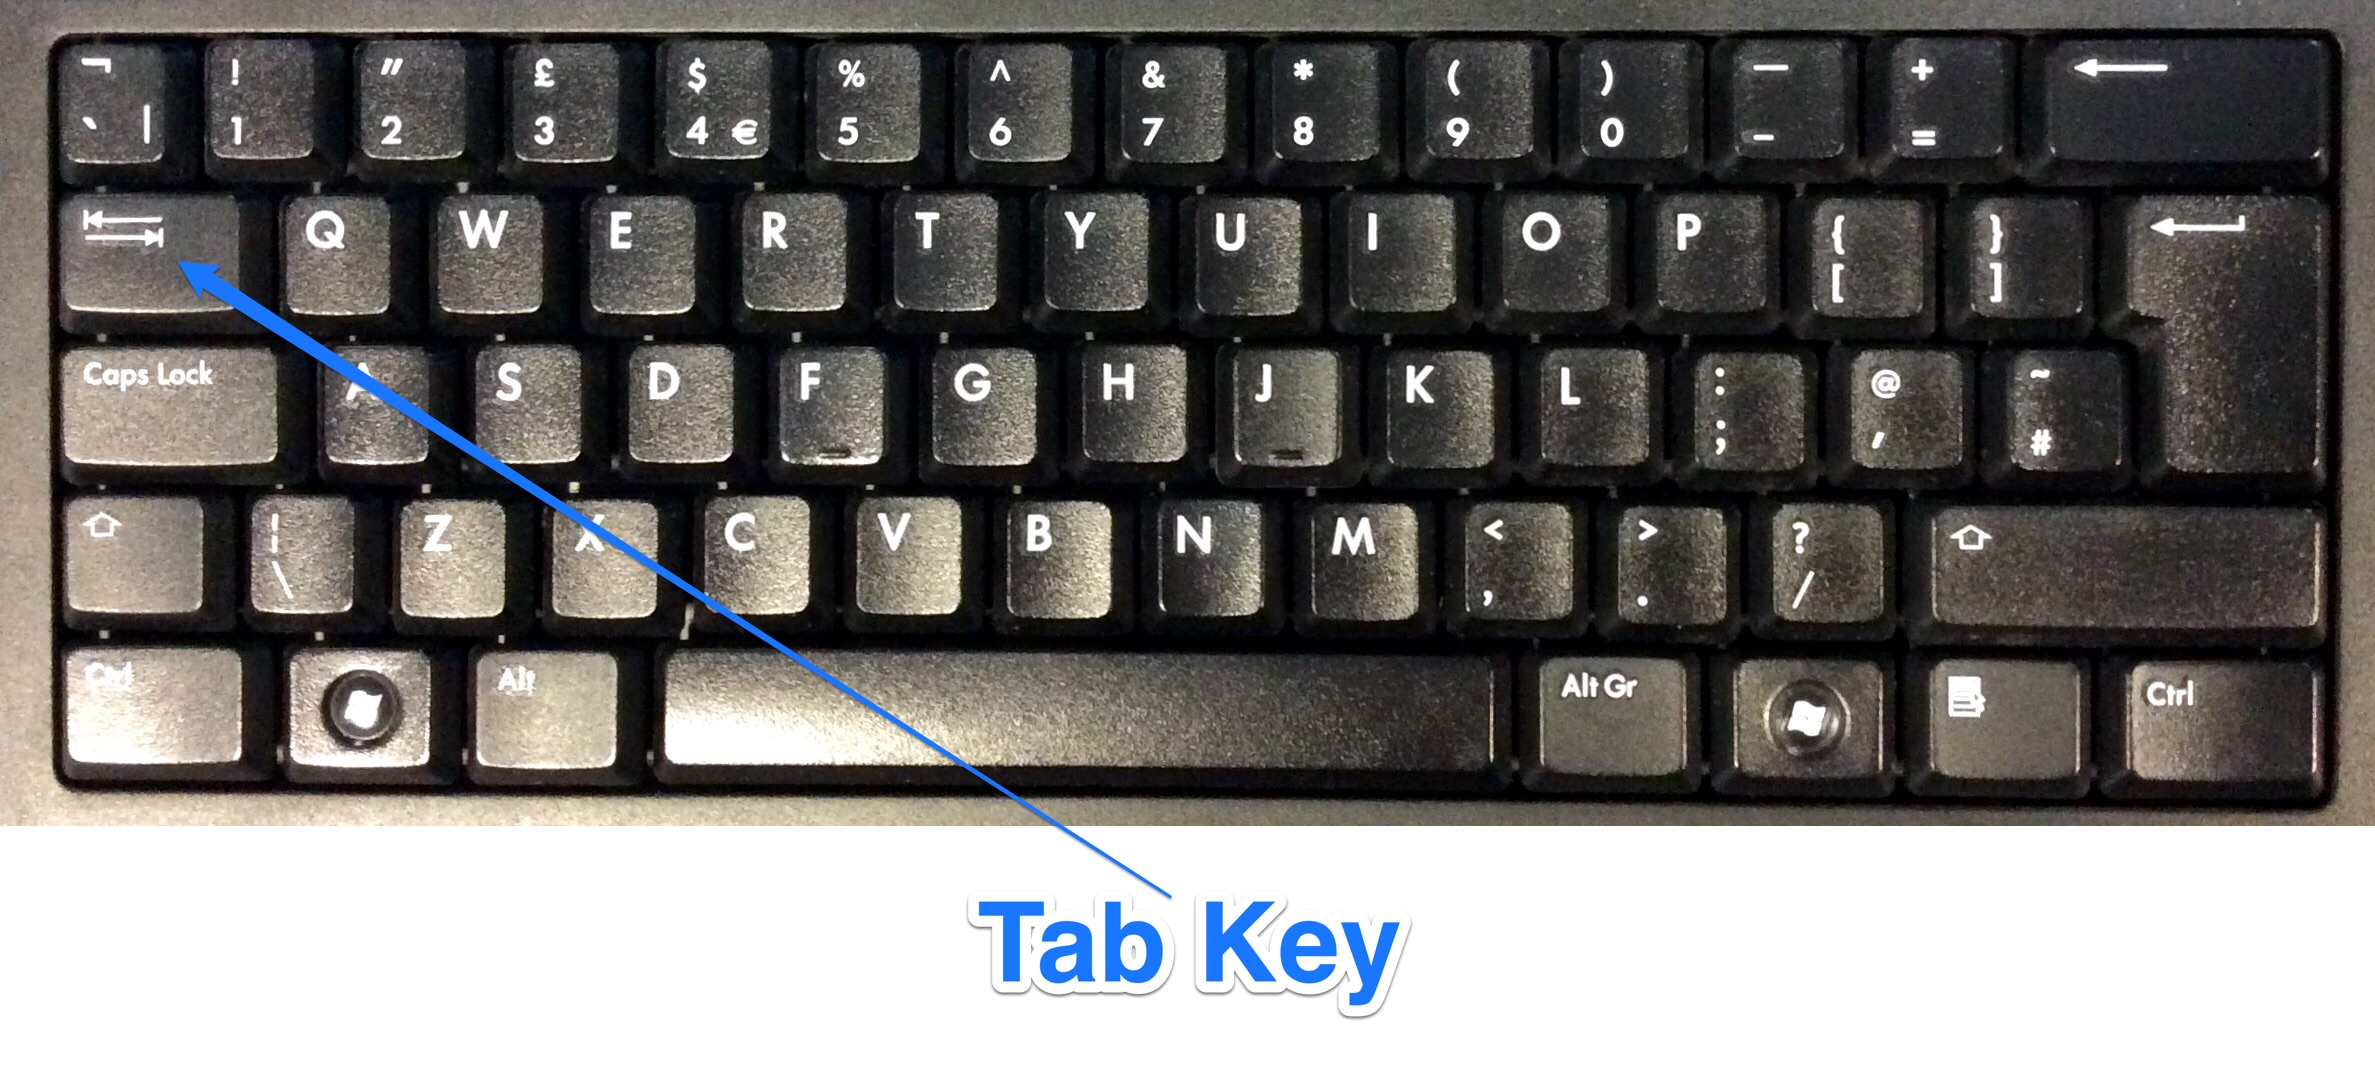 ¬ ! " £ $ % ^ & * ( ) — +
` | 1 2 3 4 € 5 6 7 8 9 0 - =
Q W E R T Y U I O P { }
[ ]
Caps Lock A S D F G H J K L : @ ~
; ' #
¦ Z X C V B N M < > ?
\ , . /
Ctrl Alt Alt Gr Ctrl
Tab Key